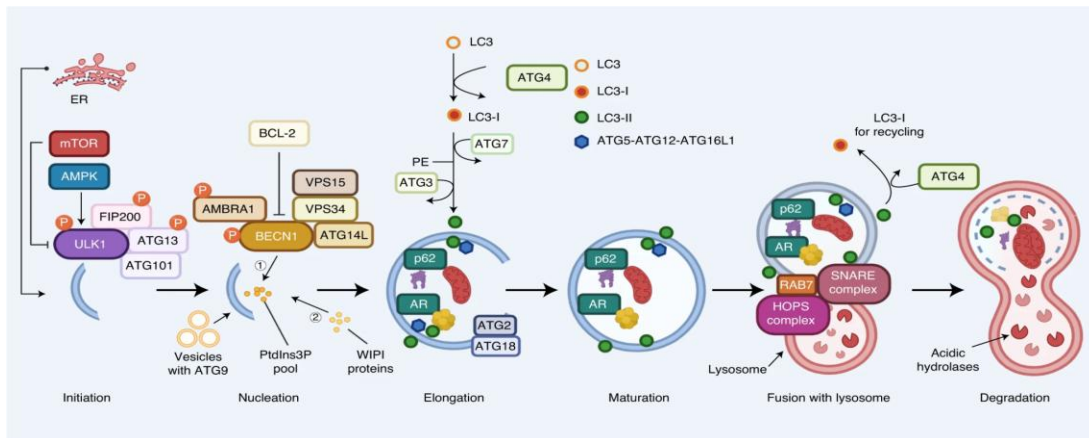 ER
mTOR
AMPK
P
FIP200
P
P
ULK1
ATG13
ATG101
Initiation
BCL-2
P
AMBRA1
VPS15
VPS34
P
BECN1
ATG14L
①
②
Vesicles
with ATG9
PtdIns3P
pool
WIPI
proteins
Nucleation
LC3
ATG4
LC3-I
PE
ATG7
ATG3
p62
AR
ATG2
ATG18
Elongation
LC3
LC3-I
LC3-II
ATG5-ATG12-ATG16L1
p62
AR
Maturation
LC3-I
for recycling
ATG4
p62
AR
RAB7
SNARE
complex
HOPS
complex
Lysosome
Fusion with lysosome
Acidic
hydrolases
Degradation